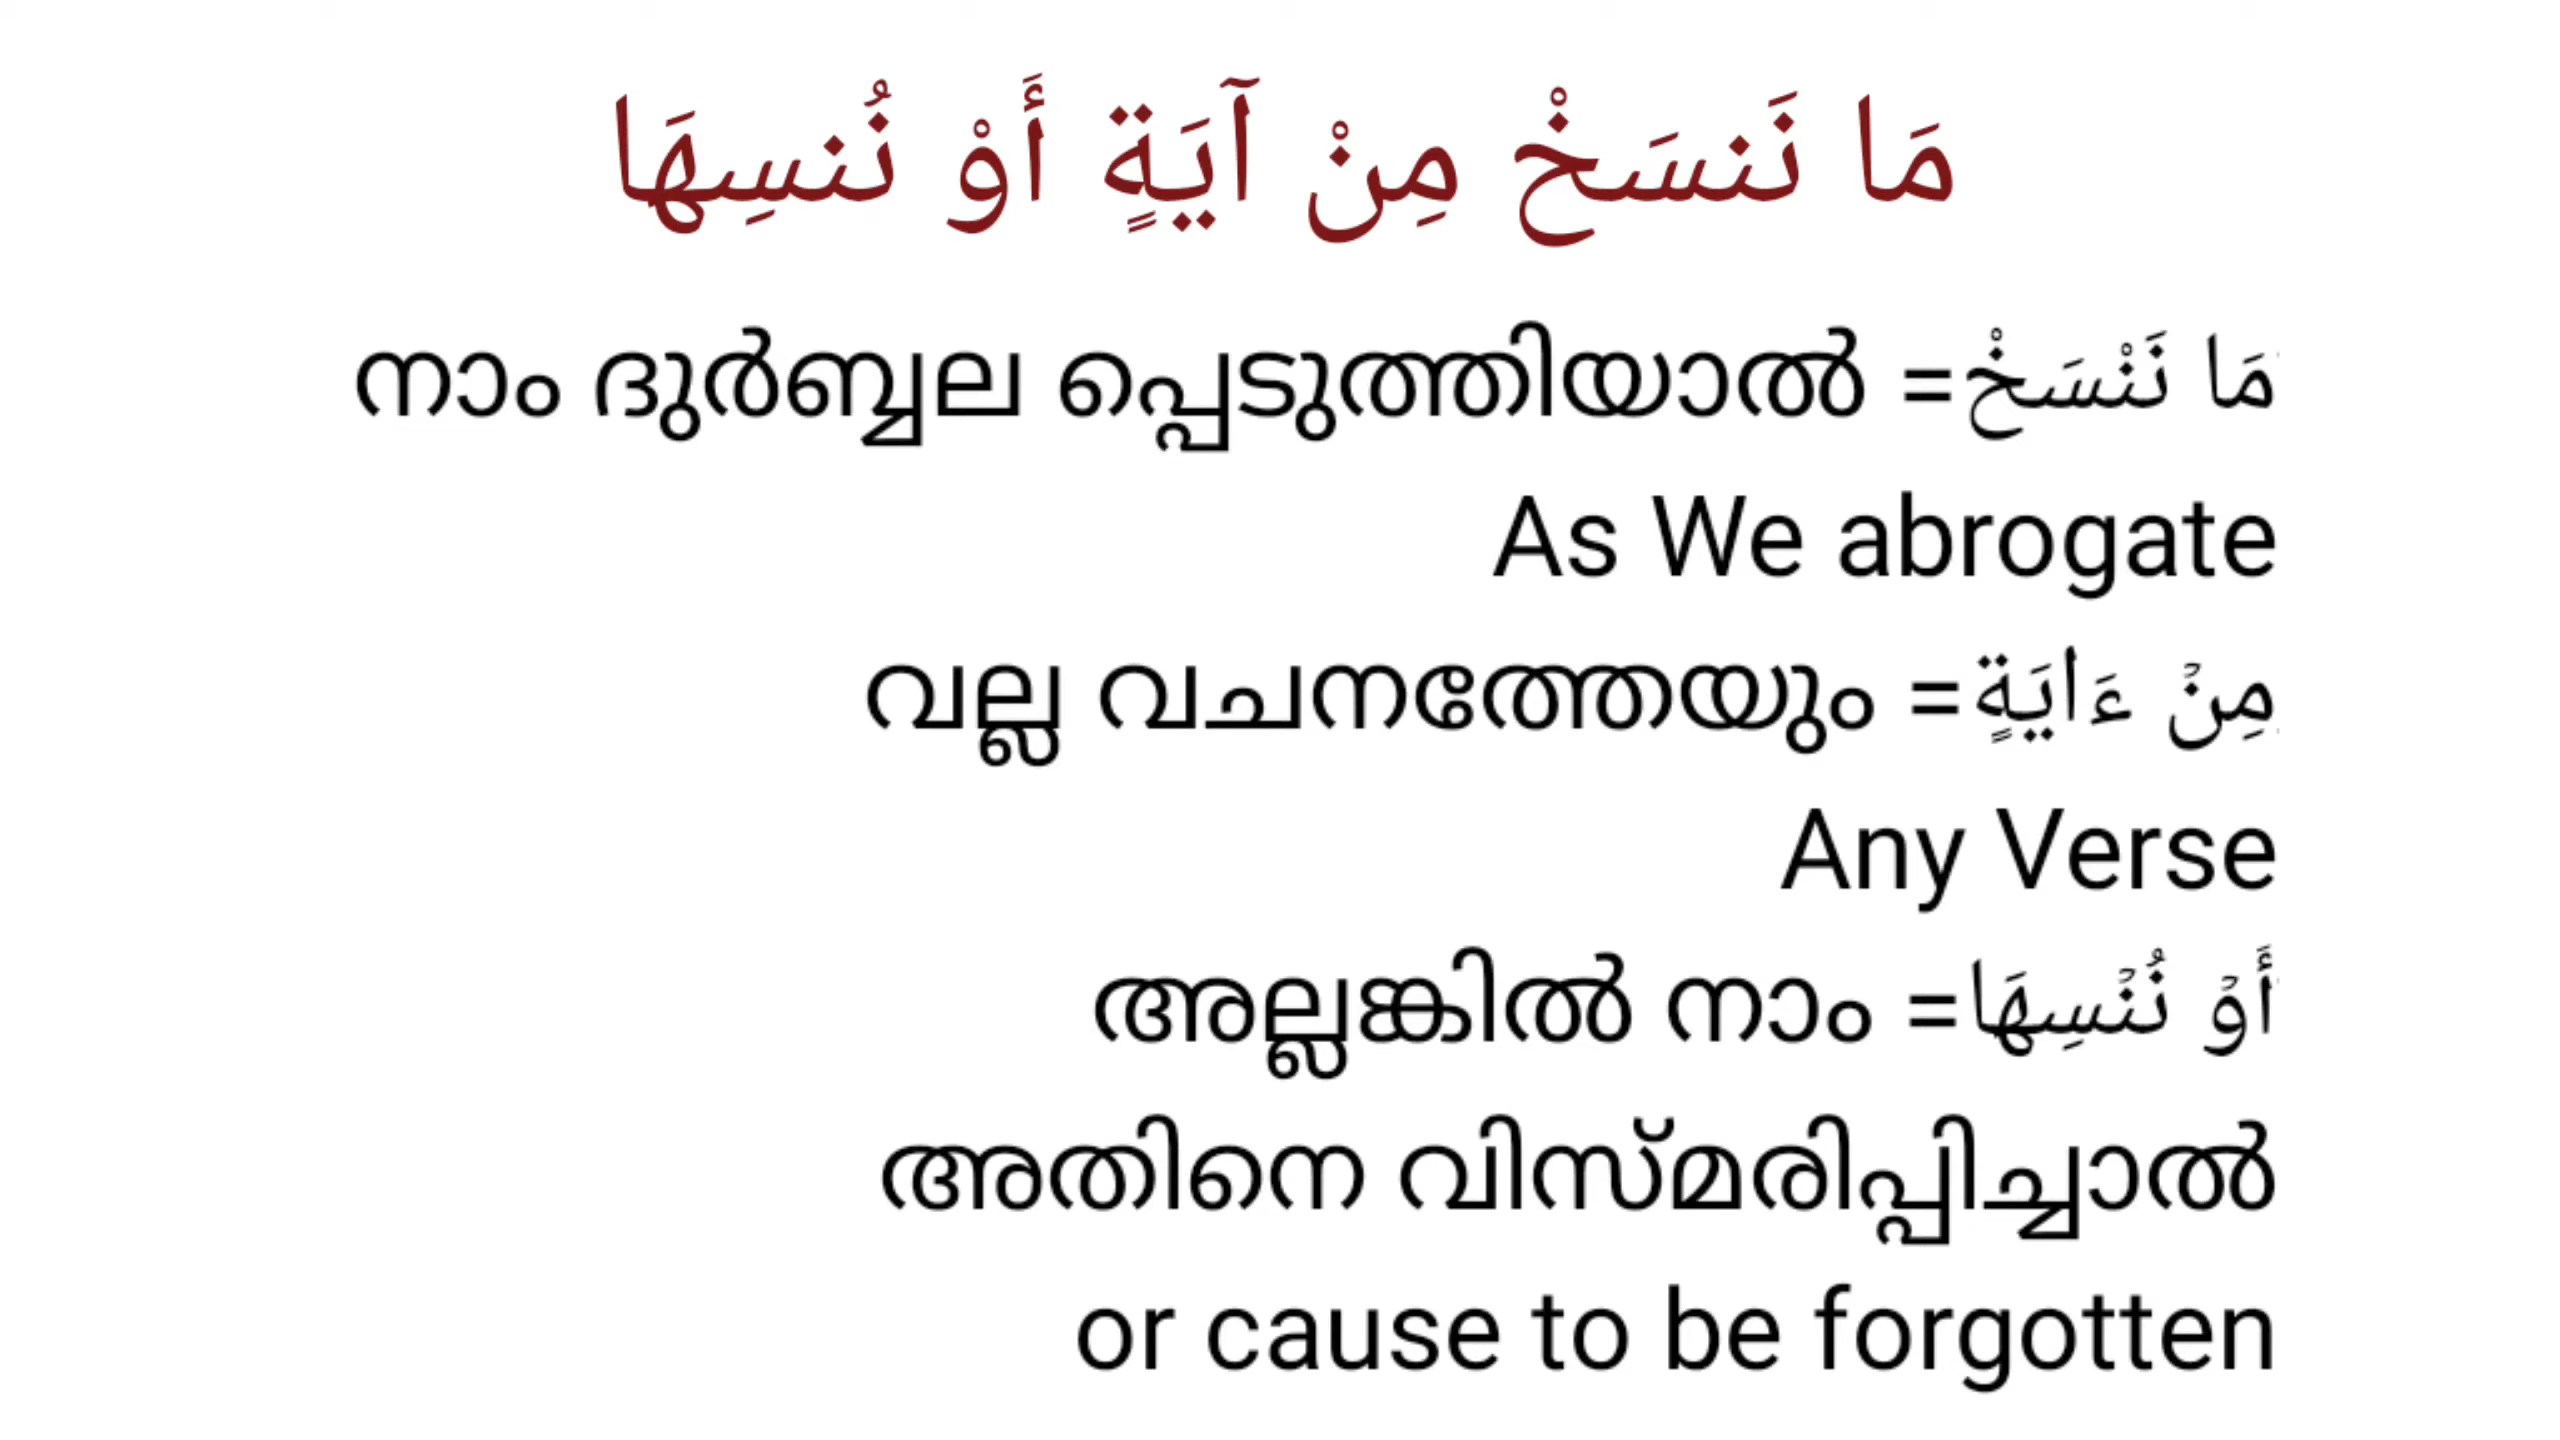 مَا نَنسَخْ مِنْ آيَةٍ أَوْ نُنسِهَا
مَا نَنْسَخْ= നാം ദുർബ്ബല പ്പെടുത്തിയാൽ
As We abrogate
مِنْ ءَايَةٍ= വല്ല വചനത്തേയും
Any Verse
أَوْ نُنْسِهَا= അല്ലങ്കിൽ നാം
അതിനെ വിസ്മരിപ്പിച്ചാൽ
or cause to be forgotten